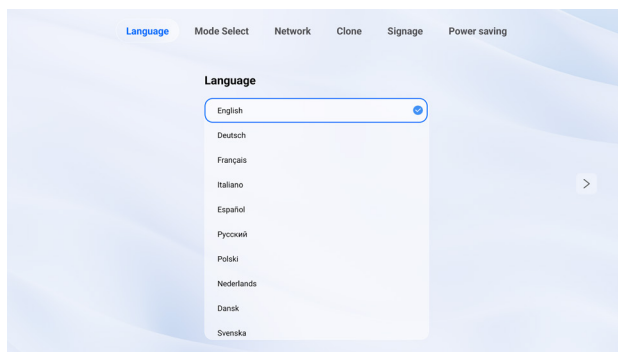 Language Mode Select Network Clone Signage Power saving
Language
English
Deutsch
Français
Italiano
Español
Русский
Polski
Nederlands
Dansk
Svenska